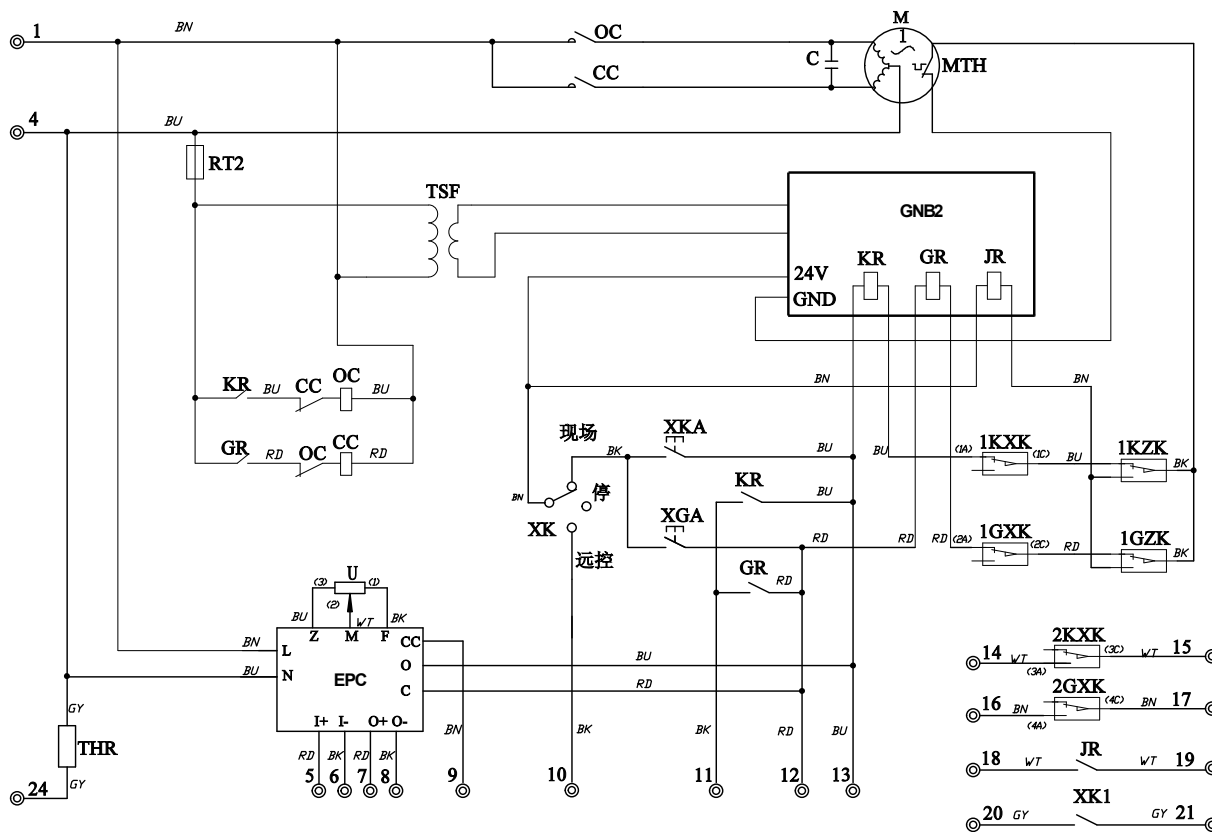 M
1
1
BN
OC
C
MTH
CC
4
BU
RT2
TSF
GNB2
KR
GR
JR
24V
GND
KR
BU
CC
OC
BU
BN
BN
GR
RD
OC
CC
RD
现场
XKA
BK
BU
BU
(1A)
1KXK
(1C)
BU
1KZK
BK
BN
停
XK
KR
BU
XGA
RD
RD
RD
(2A)
1GXK
(2C)
RD
1GZK
BK
远控
GR
RD
U
(3)
(1)
(2)
BU
WT
BK
Z
M
F
CC
BN
L
O
BU
BU
N
EPC
C
RD
I+
I-
O+
O-
GY
THR
GY
24
RD
BK
RD
BK
BN
BK
BK
RD
BU
5
6
7
8
9
10
11
12
13
14
WT
(3A)
2KXK
(3C)
WT
15
16
BN
(4A)
2GXK
(4C)
BN
17
18
WT
JR
WT
19
20
GY
XK1
GY
21